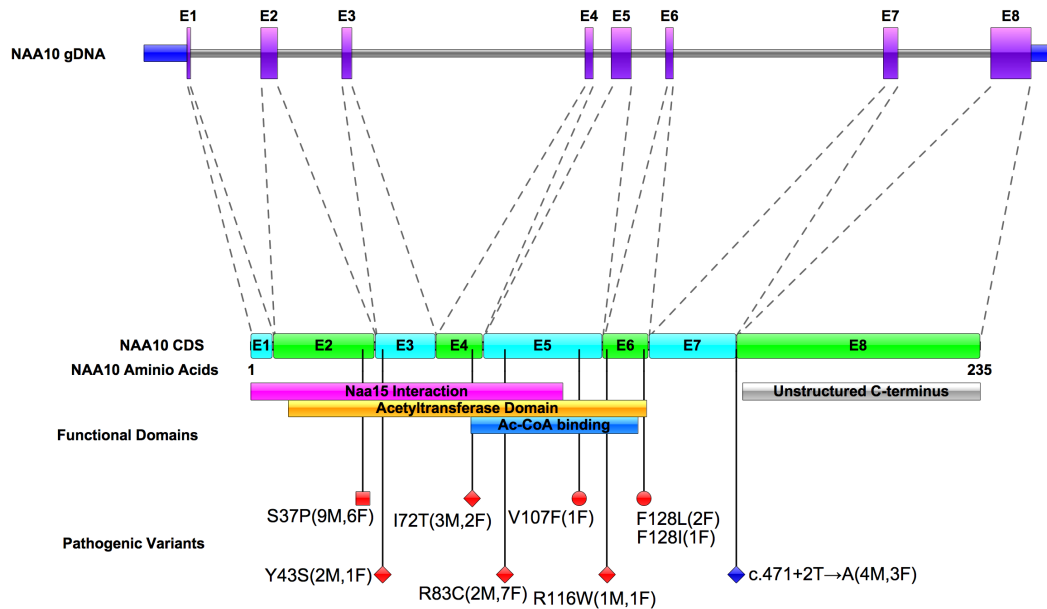 E1 E2 E3 E4 E5 E6 E7 E8
NAA10 gDNA
NAA10 CDS E1 E2 E3 E4 E5 E6 E7 E8
NAA10 Aminio Acids 1 235
Naa15 Interaction Unstructured C-terminus
Acetyltransferase Domain
Functional Domains Ac-CoA binding
S37P(9M,6F) I72T(3M,2F) V107F(1F) F128L(2F)
F128I(1F)
Pathogenic Variants
Y43S(2M,1F) R83C(2M,7F) R116W(1M,1F) c.471+2T→A(4M,3F)